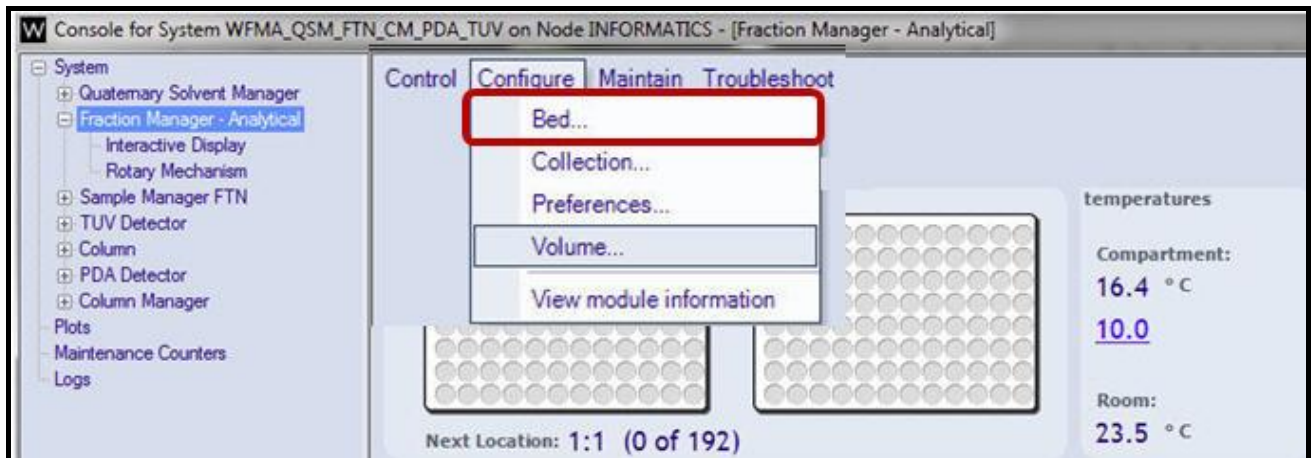 W Console for System WFMA_QSM_FTN_CM_PDA_TUV on Node INFORMATICS - [Fraction Manager - Analytical]
System
Quaternary Solvent Manager
Fraction Manager - Analytical
Interactive Display
Rotary Mechanism
Sample Manager FTN
TUV Detector
Column
PDA Detector
Column Manager
Plots
Maintenance Counters
Logs
Control Configure Maintain Troubleshoot
Bed...
Collection...
Preferences...
Volume...
View module information
Next Location: 1:1 (0 of 192)
temperatures
Compartment:
16.4 °C
10.0
Room:
23.5 °C